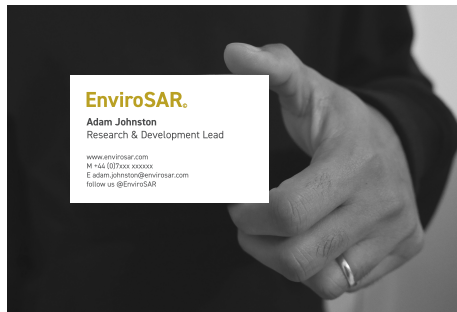 EnviroSAR©
Adam Johnston
Research & Development Lead
www.envirosar.com
M +44 (0)7xxx xxxxxx
E adam.johnston@envirosar.com
follow us @EnviroSAR